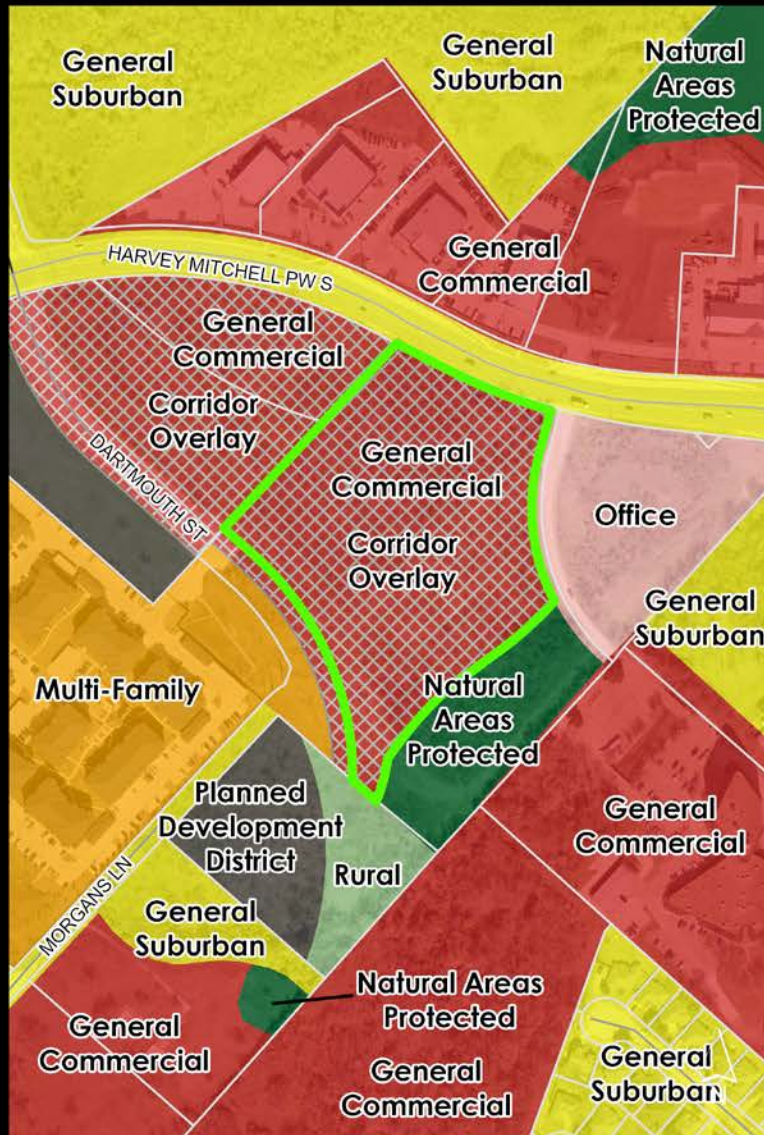 General
Suburban
General
Suburban
Natural
Areas
Protected
HARVEY MITCHELL PW S
General
Commercial
General
Commercial
Corridor
Overlay
DARTMOUTH ST
General
Commercial
Corridor
Overlay
Office
General
Suburban
Multi-Family
Natural
Areas
Protected
Planned
Development
District
Rural
General
Commercial
MORGANS LN
General
Suburban
Natural Areas
Protected
General
Commercial
General
Commercial
General
Suburban